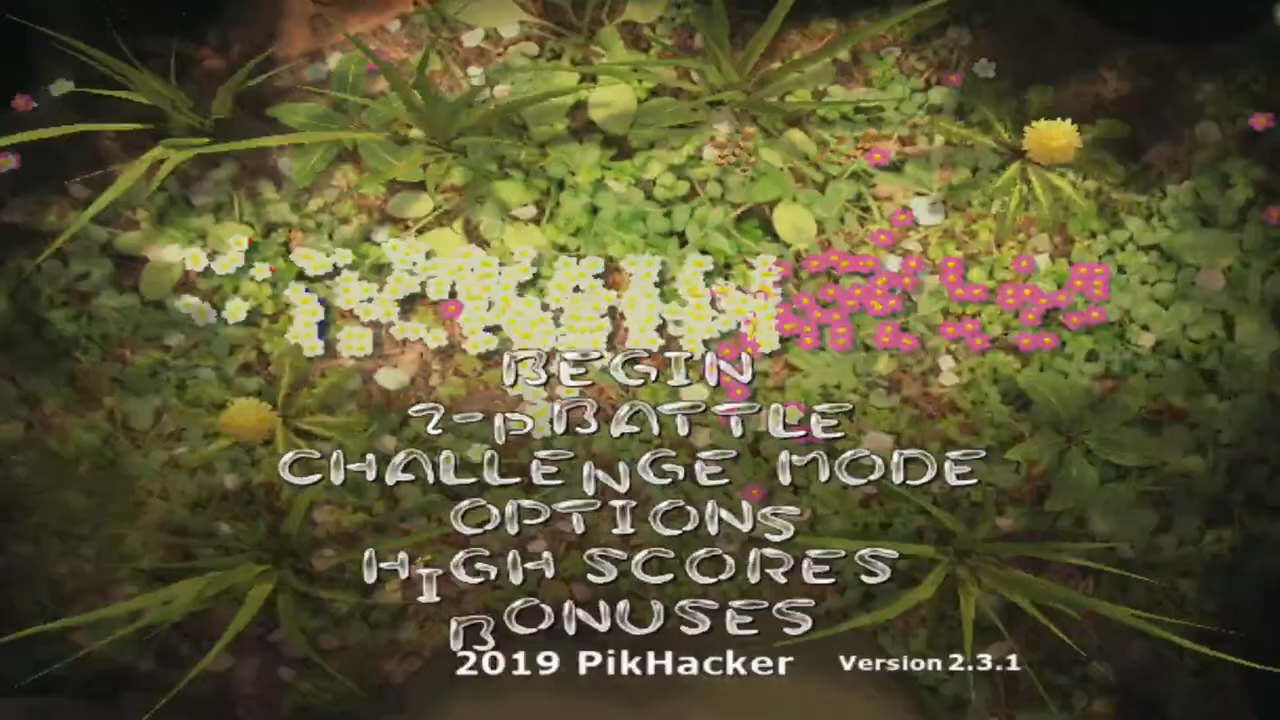 BEGIN
2-P BATTLE
CHALLENGE MODE
OPTIONS
HIGH SCORES
BONUSES
2019 PikHacker Version 2.3.1